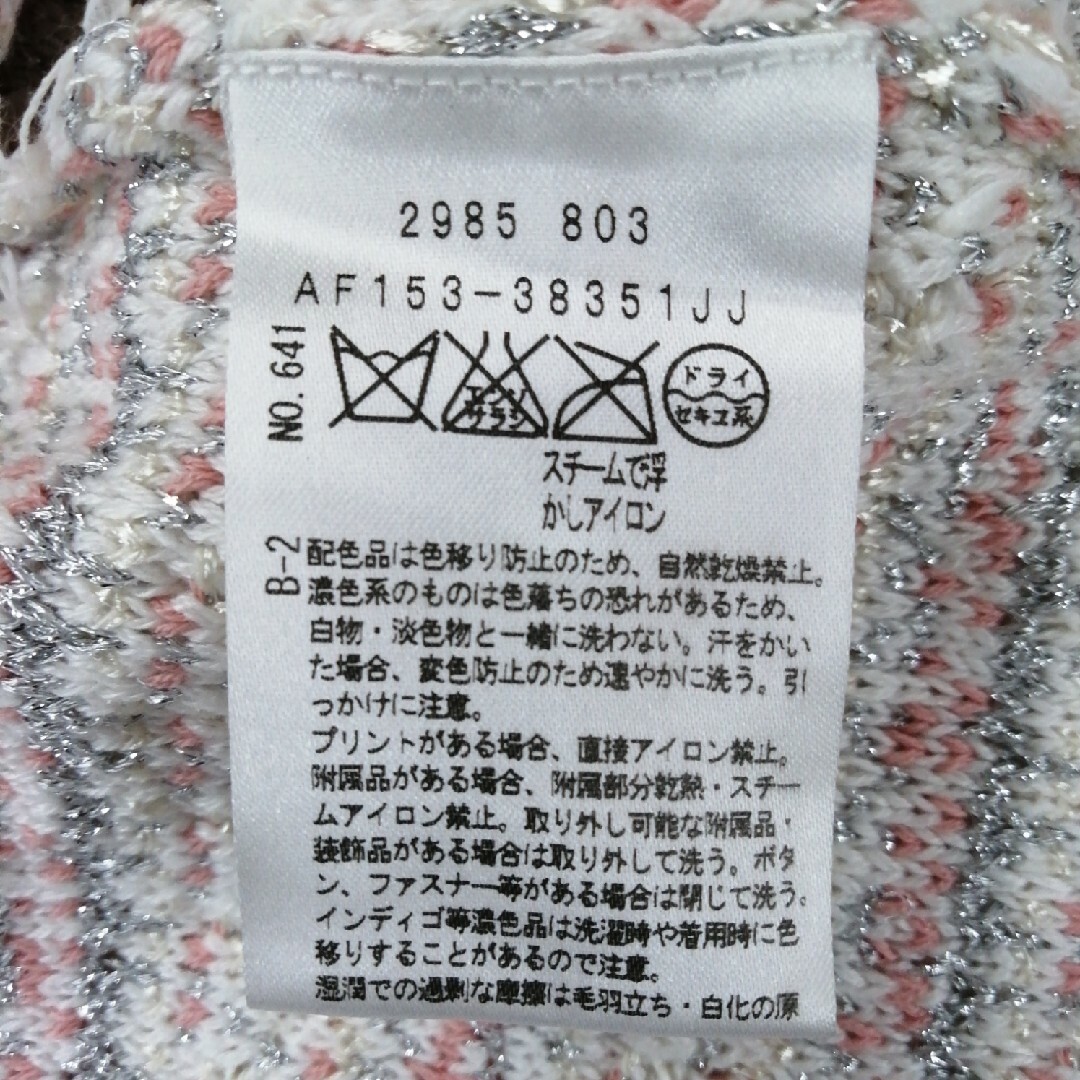 2985 803
AF153-38351JJ
NO. 641
エンソ
サラシ
ドライ
セキユ系
スチームで浮
かしアイロン
B-2
配色品は色移り防止のため、自然乾燥禁止。
濃色系のものは色落ちの恐れがあるため、
白物・淡色物と一緒に洗わない。汗をかい
た場合、変色防止のため速やかに洗う。引
っかけに注意。
プリントがある場合、直接アイロン禁止。
附属品がある場合、附属部分乾熱・スチー
ムアイロン禁止。取り外し可能な附属品・
装飾品がある場合は取り外して洗う。ボタ
ン、ファスナー等がある場合は閉じて洗う。
インディゴ等濃色品は洗濯時や着用時に色
移りすることがあるので注意。
湿潤での過剰な摩擦は毛羽立ち・白化の原